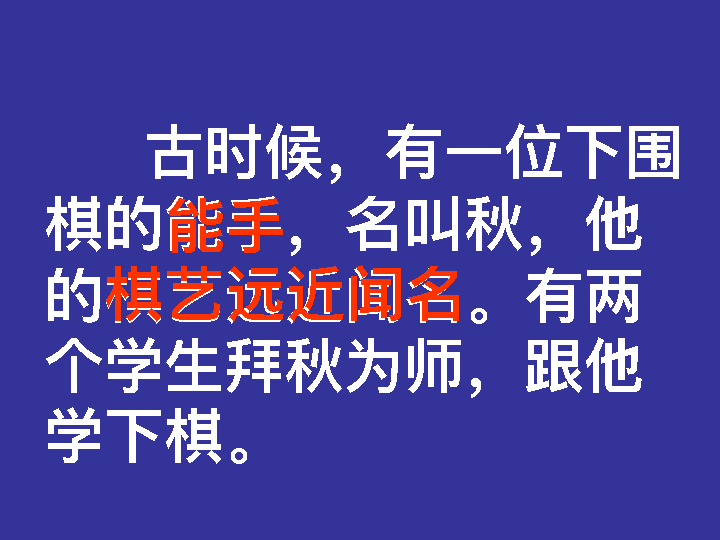 古时候，有一位下围
棋的能手，名叫秋，他
的棋艺远近闻名。有两
个学生拜秋为师，跟他
学下棋。